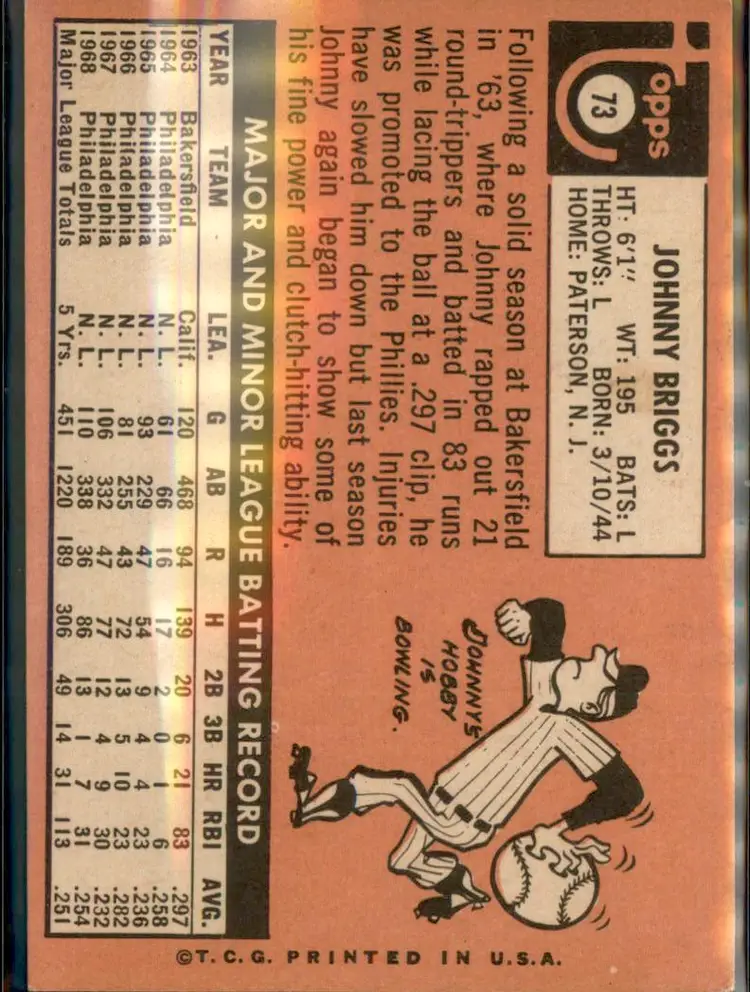 Topps
73
JOHNNY BRIGGS
HT: 6'1" WT: 195 BATS: L
THROWS: L BORN: 3/10/44
HOME: PATERSON, N. J.
Following a solid season at Bakersfield
in '63, where Johnny rapped out 21
round-trippers and batted in 83 runs
while lacing the ball at a .297 clip, he
was promoted to the Phillies. Injuries
have slowed him down but last season
Johnny again began to show some of
his fine power and clutch-hitting ability.
JOHNNY'S
HOBBY
IS
BOWLING.
MAJOR AND MINOR LEAGUE BATTING RECORD
YEAR TEAM LEA. G AB R H 2B 3B HR RBI AVG.
1963 Bakersfield Calif. 120 468 94 139 20 6 21 83 .297
1964 Philadelphia N. L. 61 66 16 17 2 0 1 6 .258
1965 Philadelphia N. L. 93 229 47 54 9 4 4 23 .236
1966 Philadelphia N. L. 81 255 43 72 13 5 10 23 .282
1967 Philadelphia N. L. 106 332 47 77 12 4 9 30 .232
1968 Philadelphia N. L. 110 338 36 86 13 1 7 31 .254
Major League Totals 5 Yrs. 451 1220 189 306 49 14 31 113 .251
©T. C. G. PRINTED IN U.S.A.